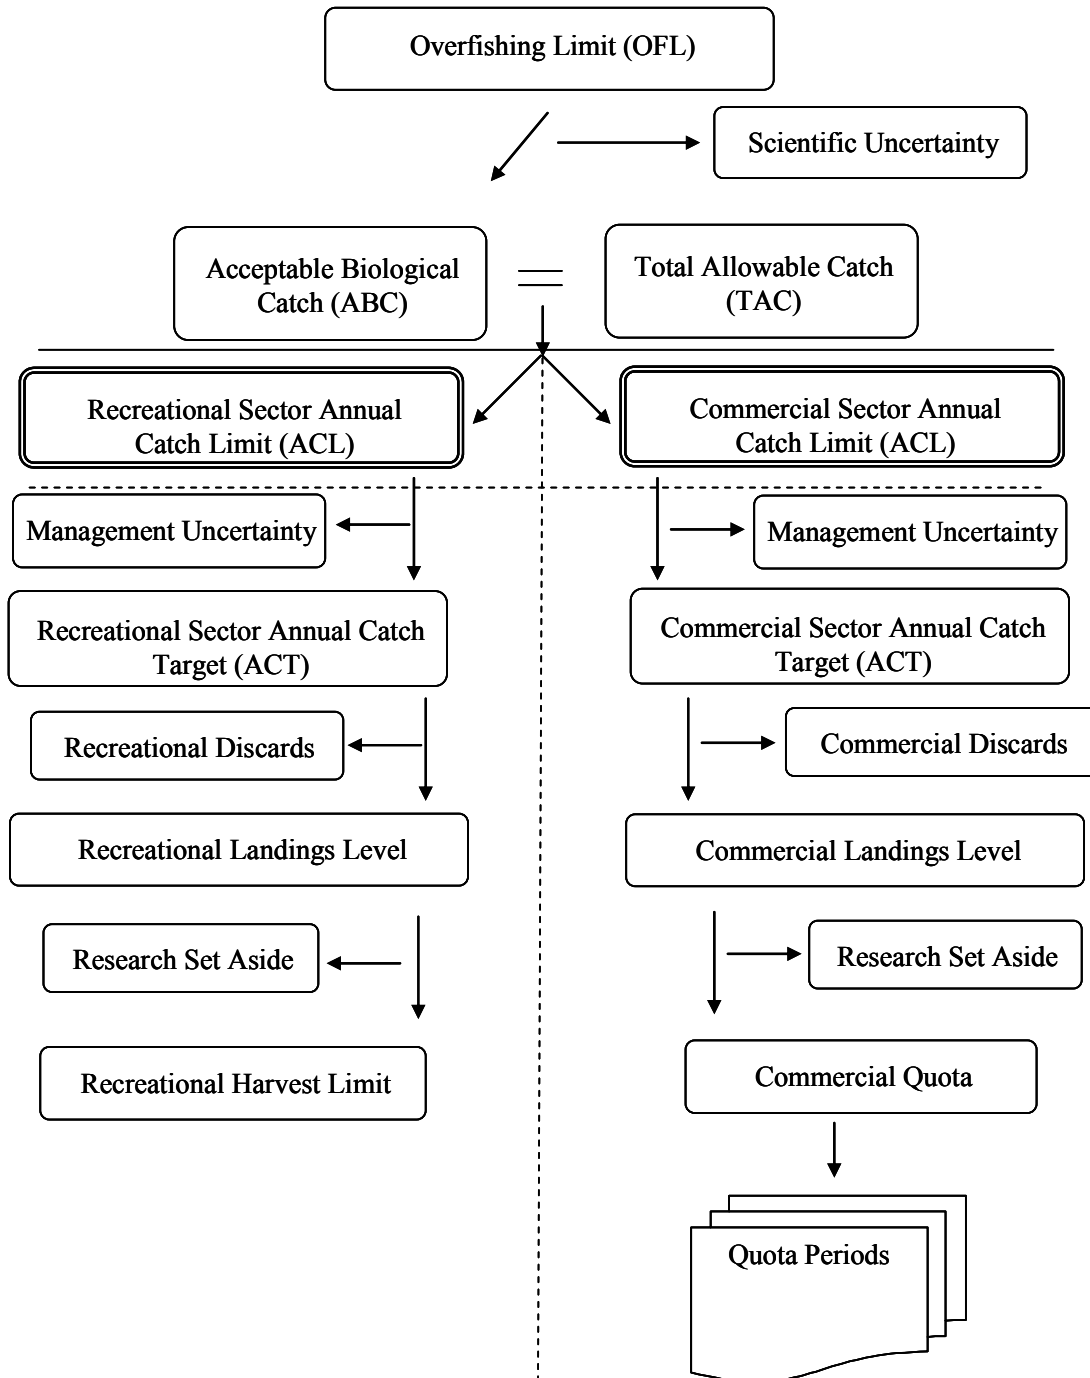 Overfishing Limit (OFL)
Scientific Uncertainty
Acceptable Biological
Catch (ABC)
Total Allowable Catch
(TAC)
Recreational Sector Annual
Catch Limit (ACL)
Commercial Sector Annual
Catch Limit (ACL)
Management Uncertainty
Management Uncertainty
Recreational Sector Annual Catch
Target (ACT)
Commercial Sector Annual Catch
Target (ACT)
Recreational Discards
Commercial Discards
Recreational Landings Level
Commercial Landings Level
Research Set Aside
Research Set Aside
Recreational Harvest Limit
Commercial Quota
Quota Periods